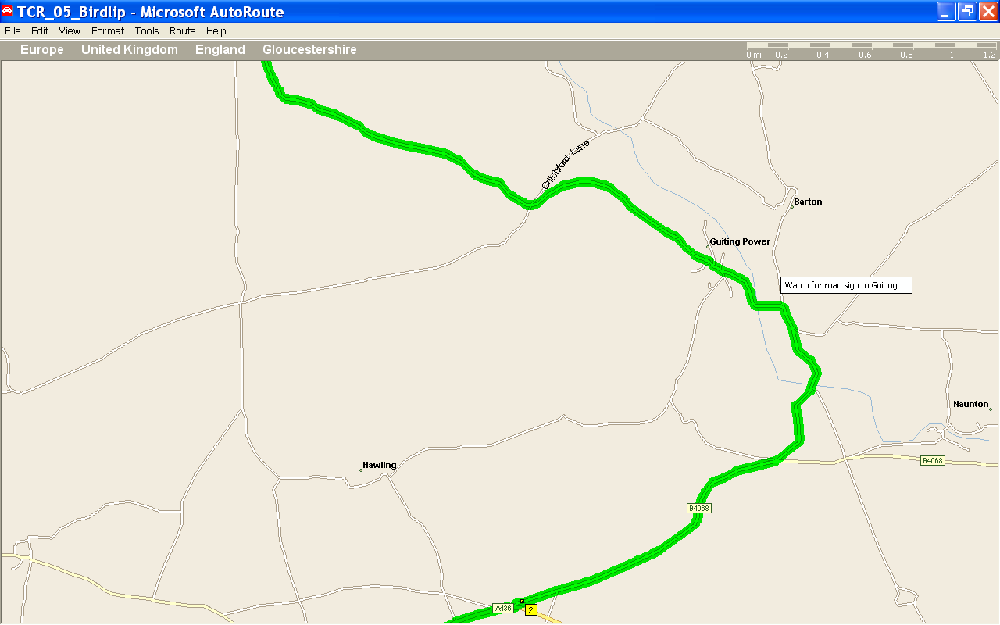 TCR_05_Birdlip - Microsoft AutoRoute
File Edit View Format Tools Route Help
Europe United Kingdom England Gloucestershire
0 mi 0.2 0.4 0.6 0.8 1 1.2
Critchford Lane
Barton
Guiting Power
Watch for road sign to Guiting
Naunton
B4068
Hawling
B4068
A436
2